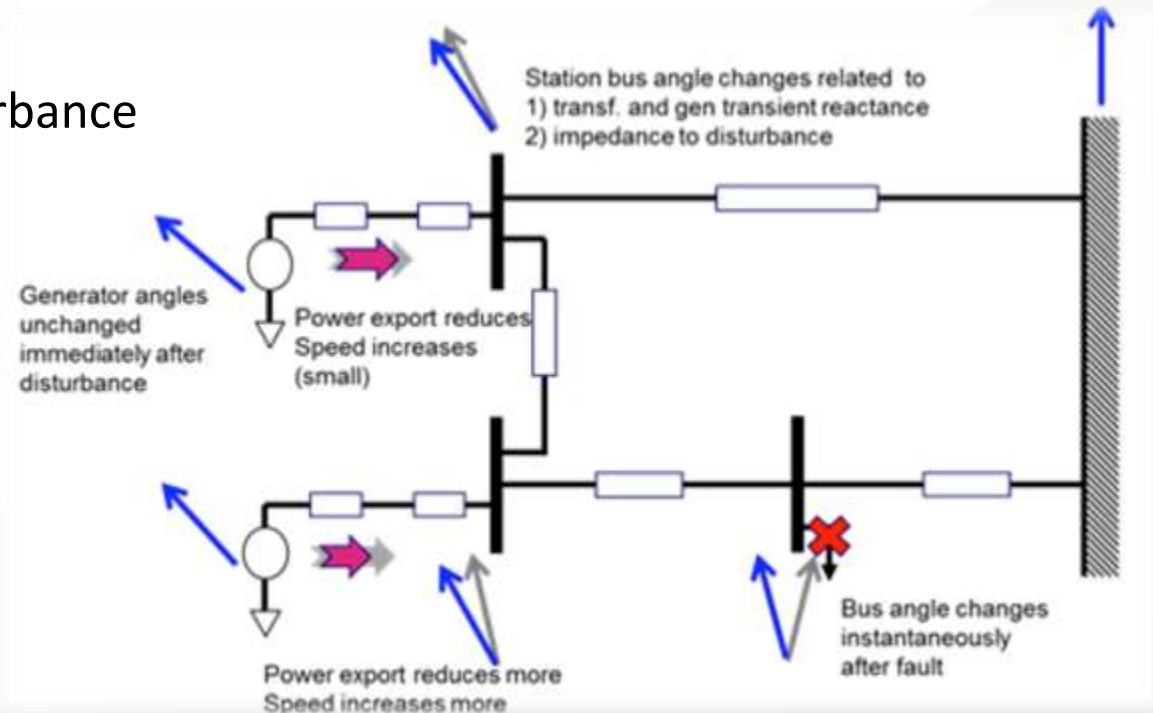 rbance
Station bus angle changes related to
1) transf. and gen transient reactance
2) impedance to disturbance
Generator angles
unchanged
immediately after
disturbance
Power export reduces
Speed increases
(small)
Bus angle changes
instantaneously
after fault
Power export reduces more
Speed increases more